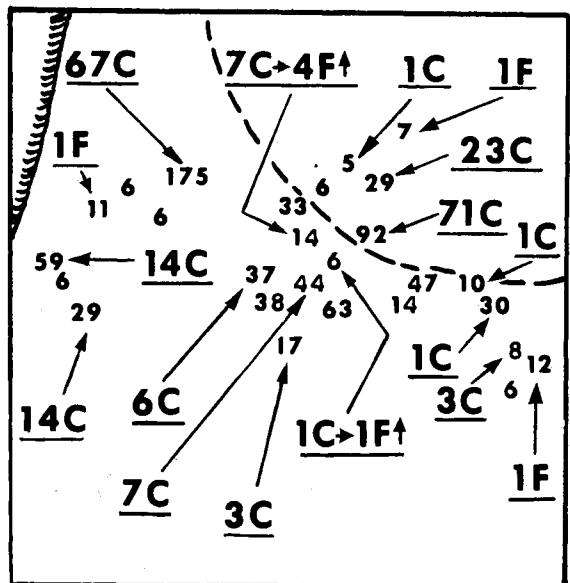 67C 7C→4F↑ 1C 1F
7
1F 5 23C
175 6 29
6
11 6 33
71C
14 92 1C
59 14C 6
6 37 44 47 10
29 38 63 14 30
17 8 12
1C
14C 6C 3C 6
1C→1F↑
7C 3C 1F